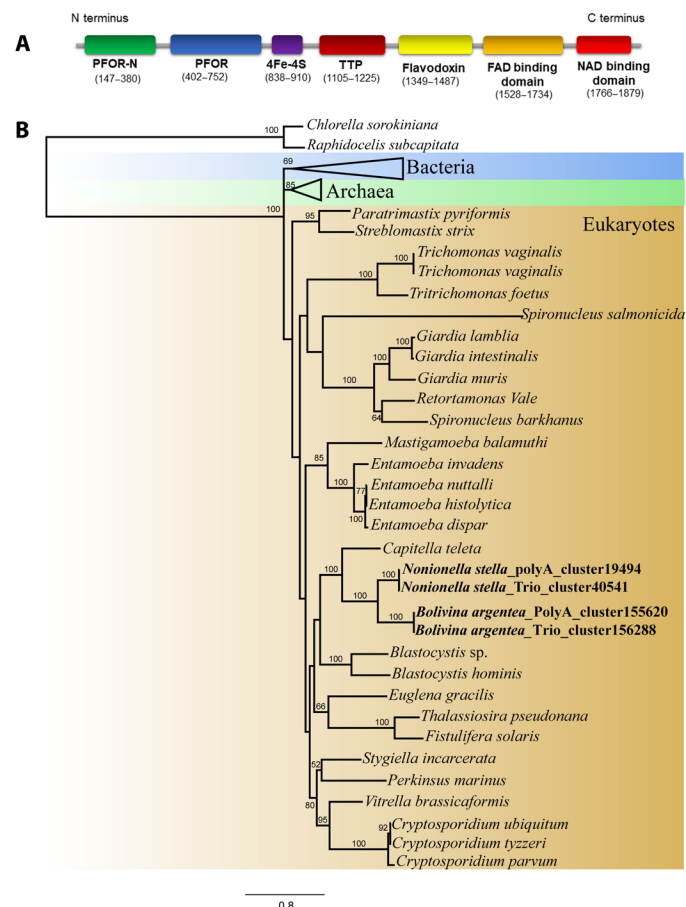 N terminus
C terminus
A
PFOR-N
(147–380)
PFOR
(402–752)
4Fe-4S
(838–910)
TTP
(1105–1225)
Flavodoxin
(1349–1487)
FAD binding
domain
(1528–1734)
NAD binding
domain
(1766–1879)
B
100
Chlorella sorokiniana
Raphidocelis subcapitata
69
Bacteria
85
Archaea
100
Eukaryotes
95
Paratrimastix pyriformis
Streblomastix strix
100
100
Trichomonas vaginalis
Trichomonas vaginalis
Tritrichomonas foetus
Spironucleus salmonicida
100
100
100
Giardia lamblia
Giardia intestinalis
Giardia muris
64
Retortamonas Vale
Spironucleus barkhanus
85
Mastigamoeba balamuthi
100
Entamoeba invadens
77
Entamoeba nuttalli
Entamoeba histolytica
100
Entamoeba dispar
100
Capitella teleta
100
100
Nonionella stella_polyA_cluster19494
Nonionella stella_Trio_cluster40541
100
Bolivina argentea_PolyA_cluster155620
Bolivina argentea_Trio_cluster156288
100
Blastocystis sp.
Blastocystis hominis
66
Euglena gracilis
100
Thalassiosira pseudonana
Fistulifera solaris
52
Stygiella incarcerata
Perkinsus marinus
80
95
Vitrella brassicaformis
100
92
Cryptosporidium ubiquitum
Cryptosporidium tyzzeri
Cryptosporidium parvum
0.8